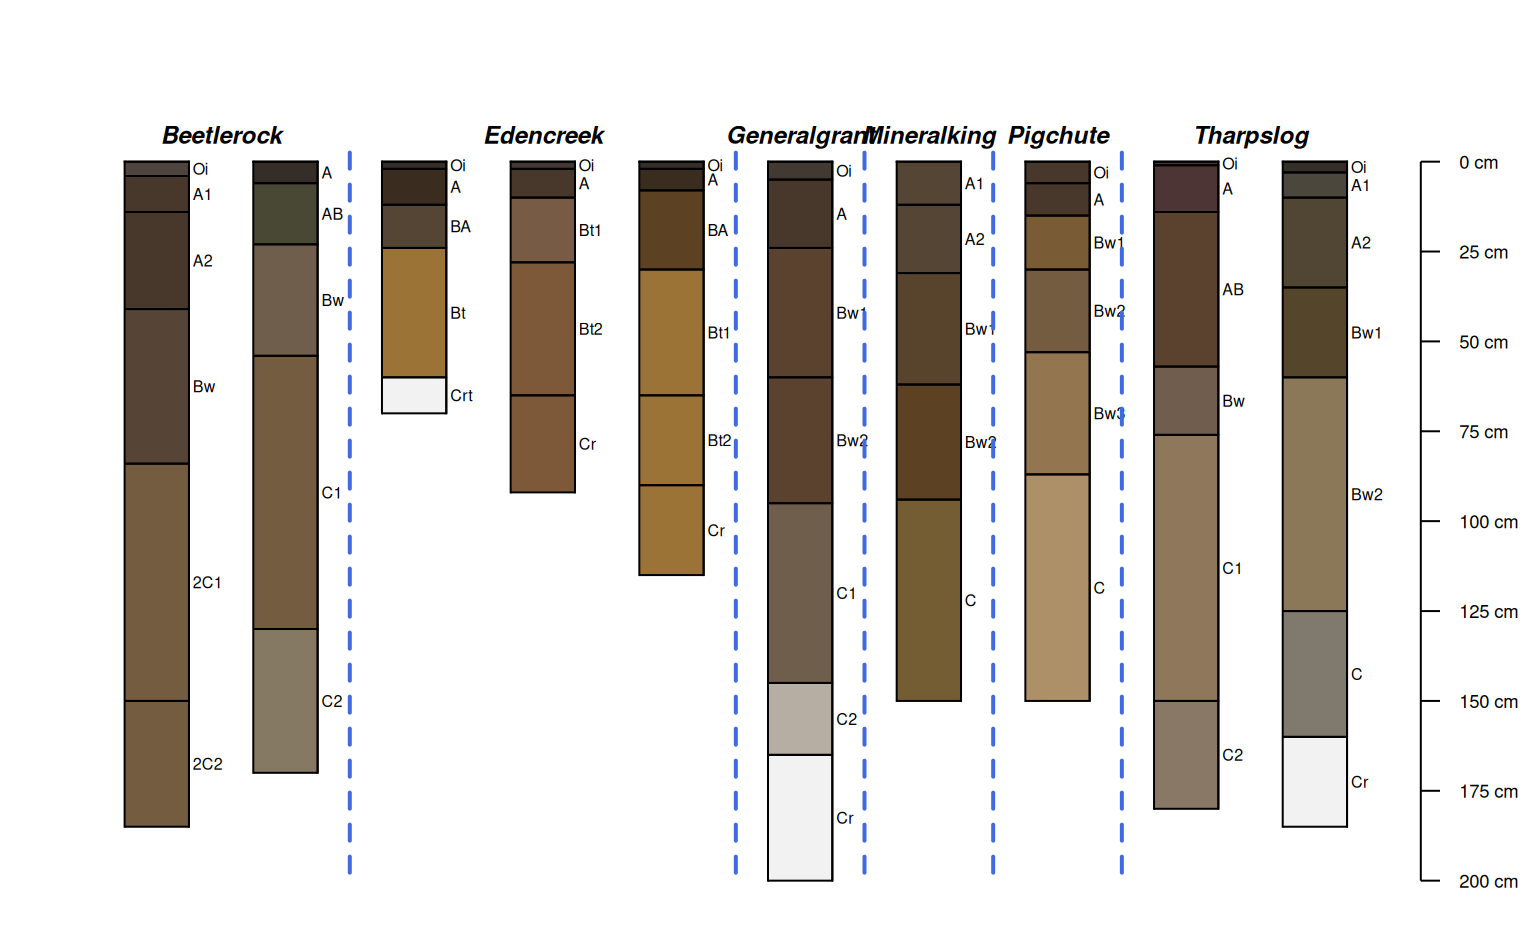 Beetlerock
Edencreek
Generalgrant
Mineralking
Pigchute
Tharpslog
Oi
A1
A2
Bw
2C1
2C2
A
AB
Bw
C1
C2
Oi
A
BA
Bt
Crt
Oi
A
Bt1
Bt2
Cr
Oi
A
BA
Bt1
Bt2
Cr
Oi
A
Bw1
Bw2
C1
C2
Cr
A1
A2
Bw1
Bw2
C
Oi
A
Bw1
Bw2
Bw3
C
Oi
A
AB
Bw
C1
C2
Oi
A1
A2
Bw1
Bw2
C
Cr
0 cm
25 cm
50 cm
75 cm
100 cm
125 cm
150 cm
175 cm
200 cm